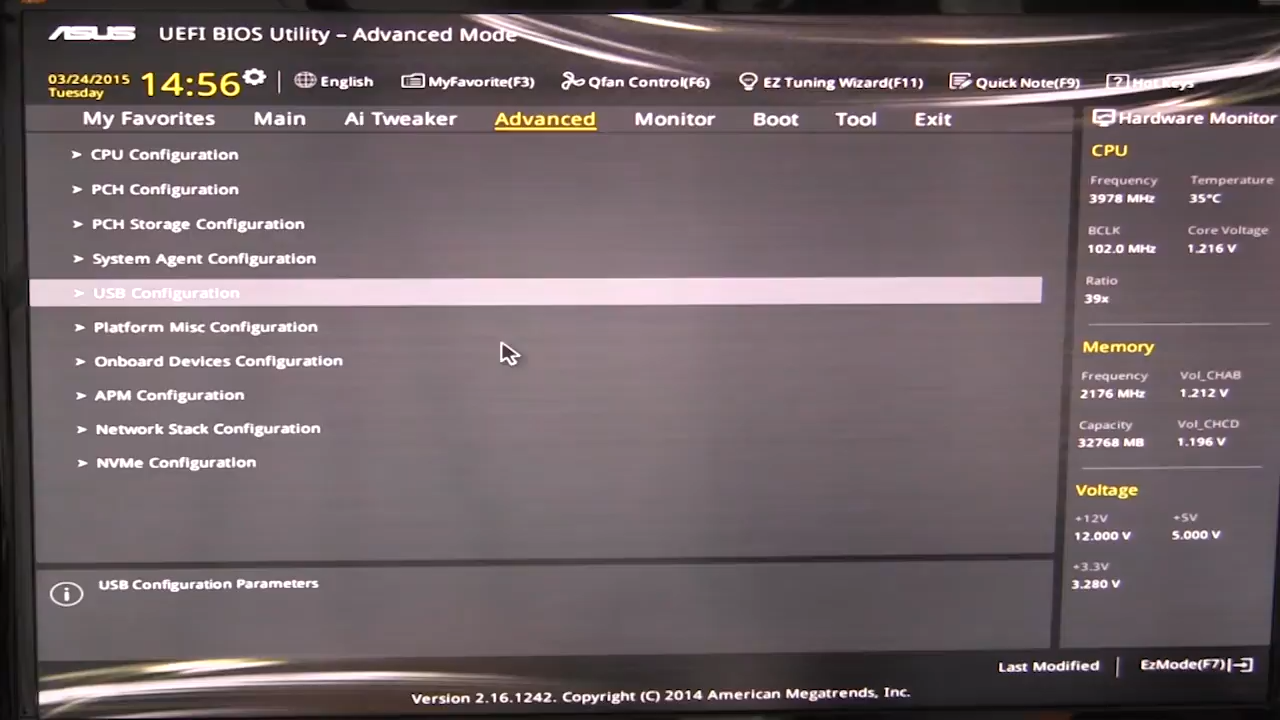 ASUS UEFI BIOS Utility – Advanced Mode
03/24/2015
Tuesday
14:56
English
MyFavorite(F3)
Qfan Control(F6)
EZ Tuning Wizard(F11)
Quick Note(F9)
Hot Keys
My Favorites
Main
Ai Tweaker
Advanced
Monitor
Boot
Tool
Exit
> CPU Configuration
> PCH Configuration
> PCH Storage Configuration
> System Agent Configuration
> USB Configuration
> Platform Misc Configuration
> Onboard Devices Configuration
> APM Configuration
> Network Stack Configuration
> NVMe Configuration
USB Configuration Parameters
Hardware Monitor
CPU
Frequency Temperature
3978 MHz 35°C
BCLK Core Voltage
102.0 MHz 1.216 V
Ratio
39x
Memory
Frequency Vol_CHAB
2176 MHz 1.212 V
Capacity Vol_CHCD
32768 MB 1.196 V
Voltage
+12V +5V
12.000 V 5.000 V
+3.3V
3.280 V
Last Modified
EzMode(F7)
Version 2.16.1242. Copyright (C) 2014 American Megatrends, Inc.